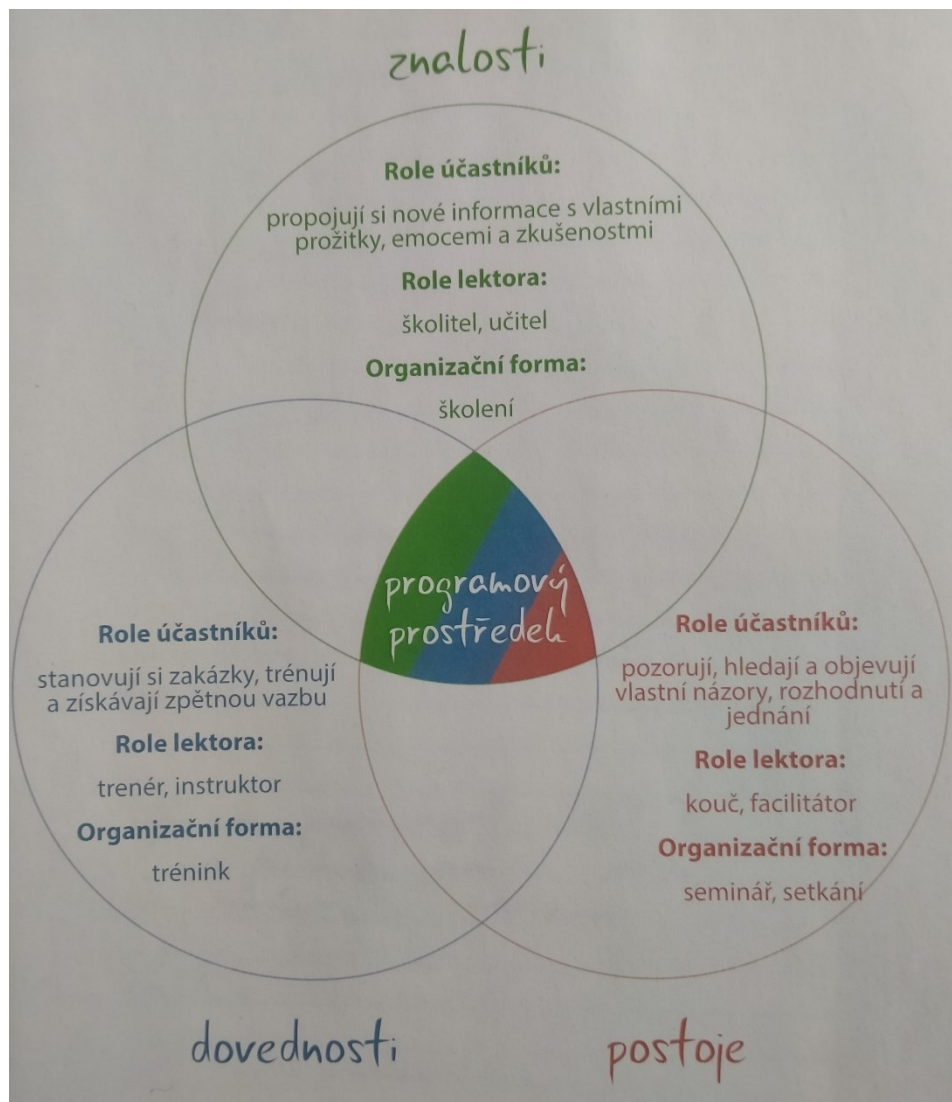 znalosti
Role účastníků:
propojují si nové informace s vlastními
prožitky, emocemi a zkušenostmi
Role lektora:
školitel, učitel
Organizační forma:
školení
programový
prostředek
Role účastníků:
stanovují si zakázky, trénují
a získávají zpětnou vazbu
Role lektora:
trenér, instruktor
Organizační forma:
trénink
Role účastníků:
pozorují, hledají a objevují
vlastní názory, rozhodnutí a
jednání
Role lektora:
kouč, facilitátor
Organizační forma:
seminář, setkání
dovednosti
postoje